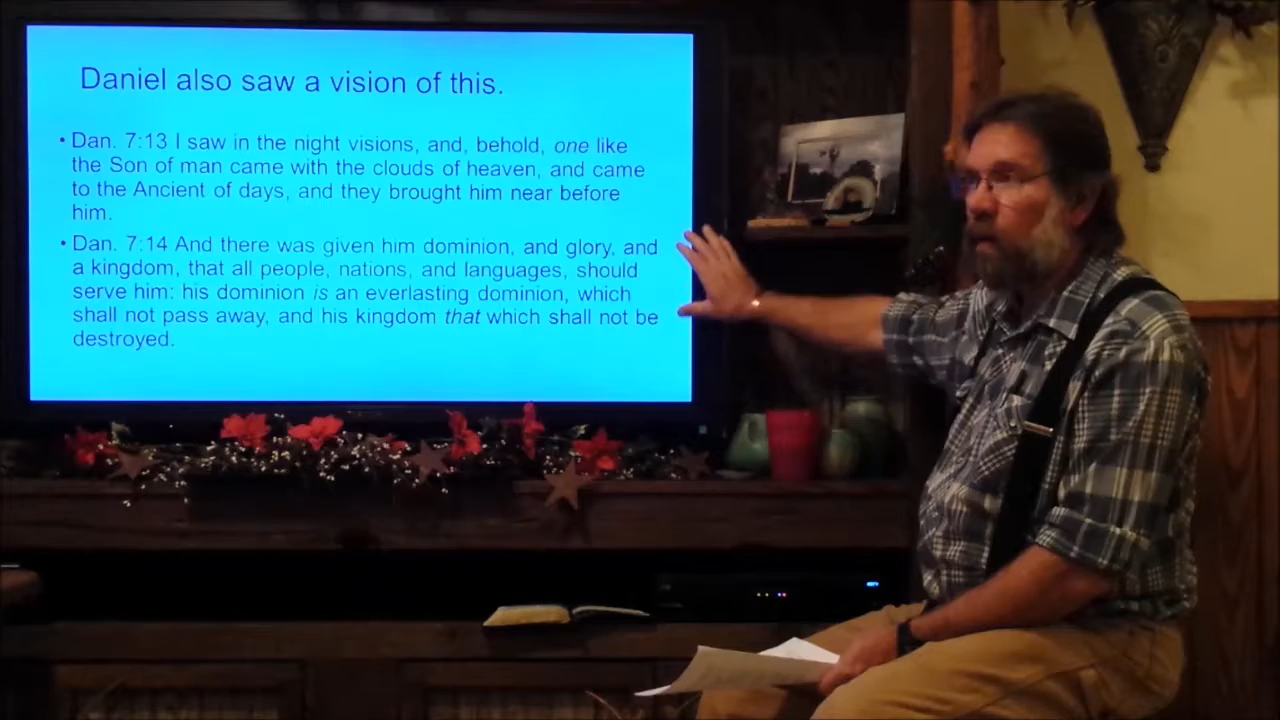 Daniel also saw a vision of this.
• Dan. 7:13 I saw in the night visions, and, behold, one like
the Son of man came with the clouds of heaven, and came
to the Ancient of days, and they brought him near before
him.
• Dan. 7:14 And there was given him dominion, and glory, and
a kingdom, that all people, nations, and languages, should
serve him: his dominion is an everlasting dominion, which
shall not pass away, and his kingdom that which shall not be
destroyed.